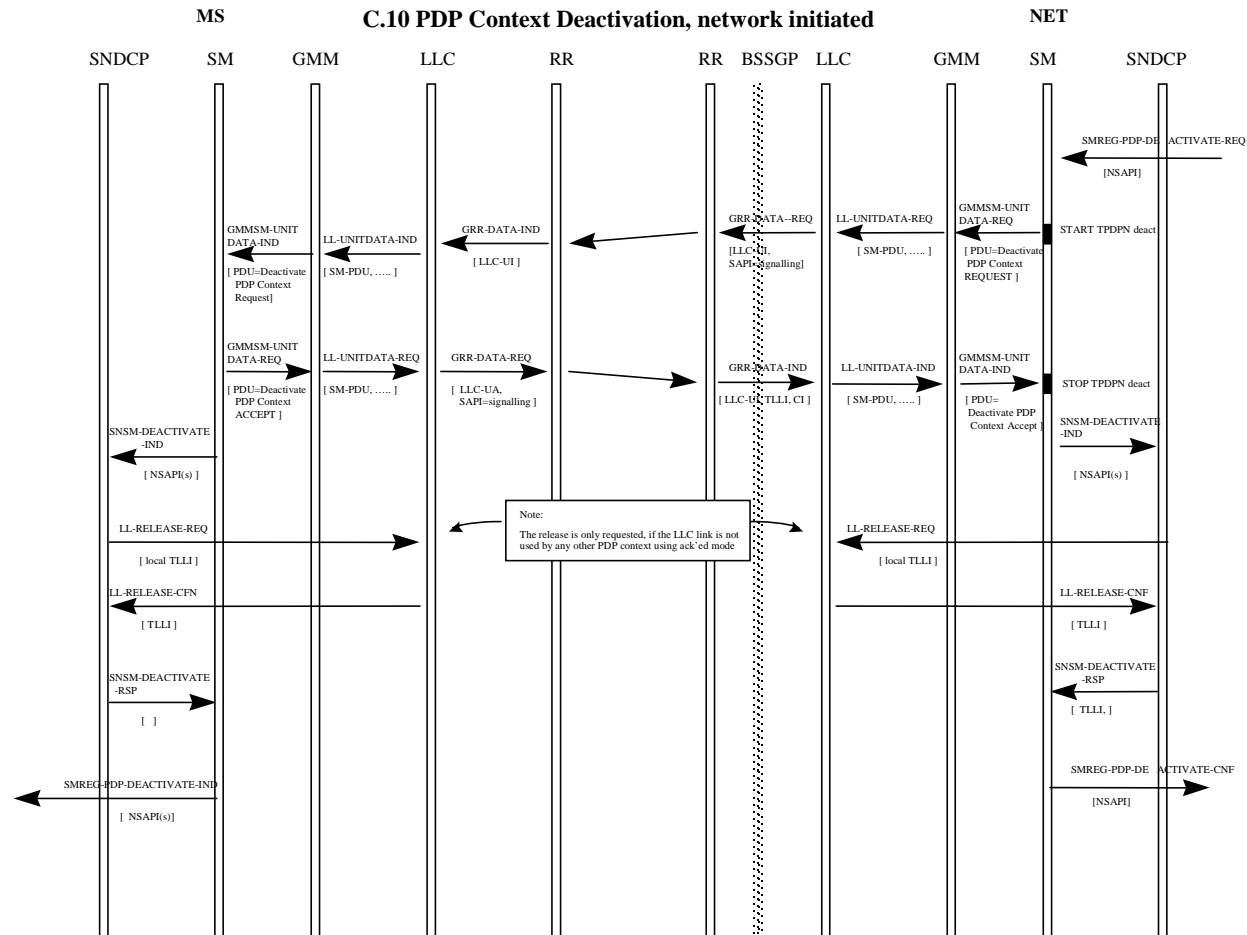 MS
C.10 PDP Context Deactivation, network initiated
NET
SNDCP SM GMM LLC RR RR BSSGP LLC GMM SM SNDCP
SMREG-PDP-DE ACTIVATE-REQ
[NSAPI]
GMMSM-UNIT
DATA-REQ
[ PDU=Deactivate
PDP Context
REQUEST ]
START TPDPN deact
LL-UNITDATA-REQ
[ SM-PDU, ….. ]
GRR-DATA--REQ
[LLC-UI,
SAPI=signalling]
GRR-DATA-IND
[ LLC-UI ]
LL-UNITDATA-IND
[ SM-PDU, ….. ]
GMMSM-UNIT
DATA-IND
[ PDU=Deactivate
PDP Context
Request]
GMMSM-UNIT
DATA-REQ
[ PDU=Deactivate
PDP Context
ACCEPT ]
LL-UNITDATA-REQ
[ SM-PDU, ….. ]
GRR-DATA-REQ
[ LLC-UA,
SAPI=signalling ]
GRR-DATA-IND
[ LLC-UI, TLLI, CI ]
LL-UNITDATA-IND
[ SM-PDU, ….. ]
GMMSM-UNIT
DATA-IND
[ PDU=
Deactivate PDP
Context Accept ]
STOP TPDPN deact
SNSM-DEACTIVATE
-IND
[ NSAPI(s) ]
SNSM-DEACTIVATE
-IND
[ NSAPI(s) ]
Note:
The release is only requested, if the LLC link is not
used by any other PDP context using ack'ed mode
LL-RELEASE-REQ
[ local TLLI ]
LL-RELEASE-REQ
[ local TLLI ]
LL-RELEASE-CFN
[ TLLI ]
LL-RELEASE-CNF
[ TLLI ]
SNSM-DEACTIVATE
-RSP
[ ]
SNSM-DEACTIVATE
-RSP
[ TLLI, ]
SMREG-PDP-DEACTIVATE-IND
[ NSAPI(s)]
SMREG-PDP-DE ACTIVATE-CNF
[NSAPI]